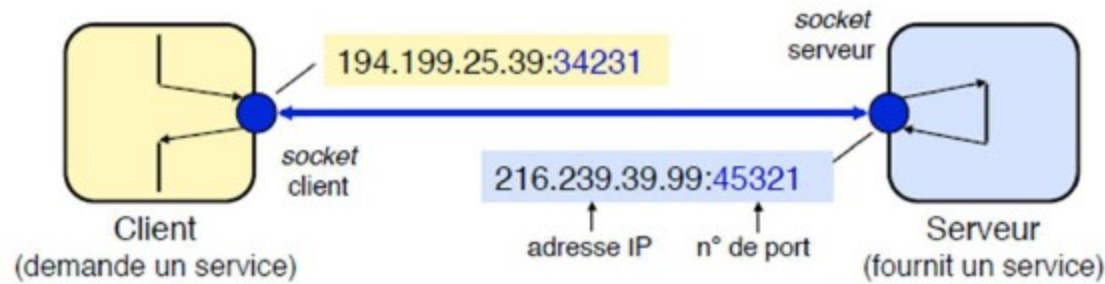 194.199.25.39:34231
socket
serveur
socket
client
216.239.39.99:45321
adresse IP
n° de port
Client
(demande un service)
Serveur
(fournit un service)